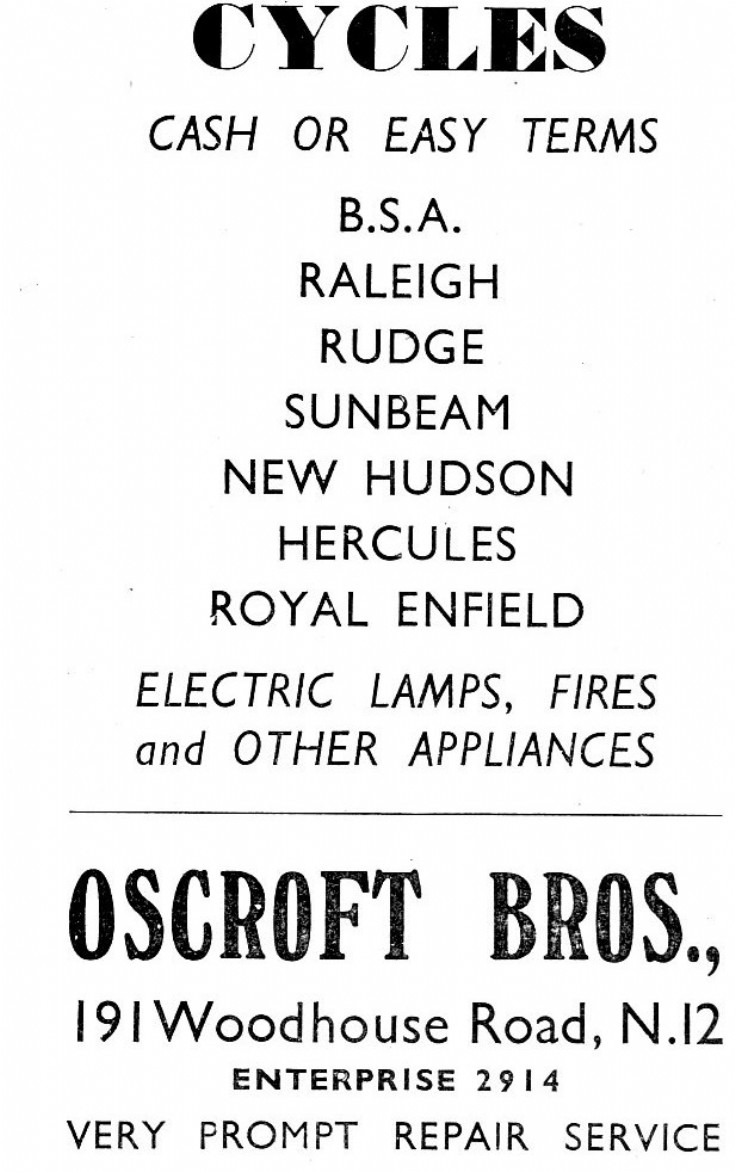 CYCLES
CASH OR EASY TERMS
B.S.A.
RALEIGH
RUDGE
SUNBEAM
NEW HUDSON
HERCULES
ROYAL ENFIELD
ELECTRIC LAMPS, FIRES
and OTHER APPLIANCES
OSCROFT BROS.,
191 Woodhouse Road, N.12
ENTERPRISE 2914
VERY PROMPT REPAIR SERVICE